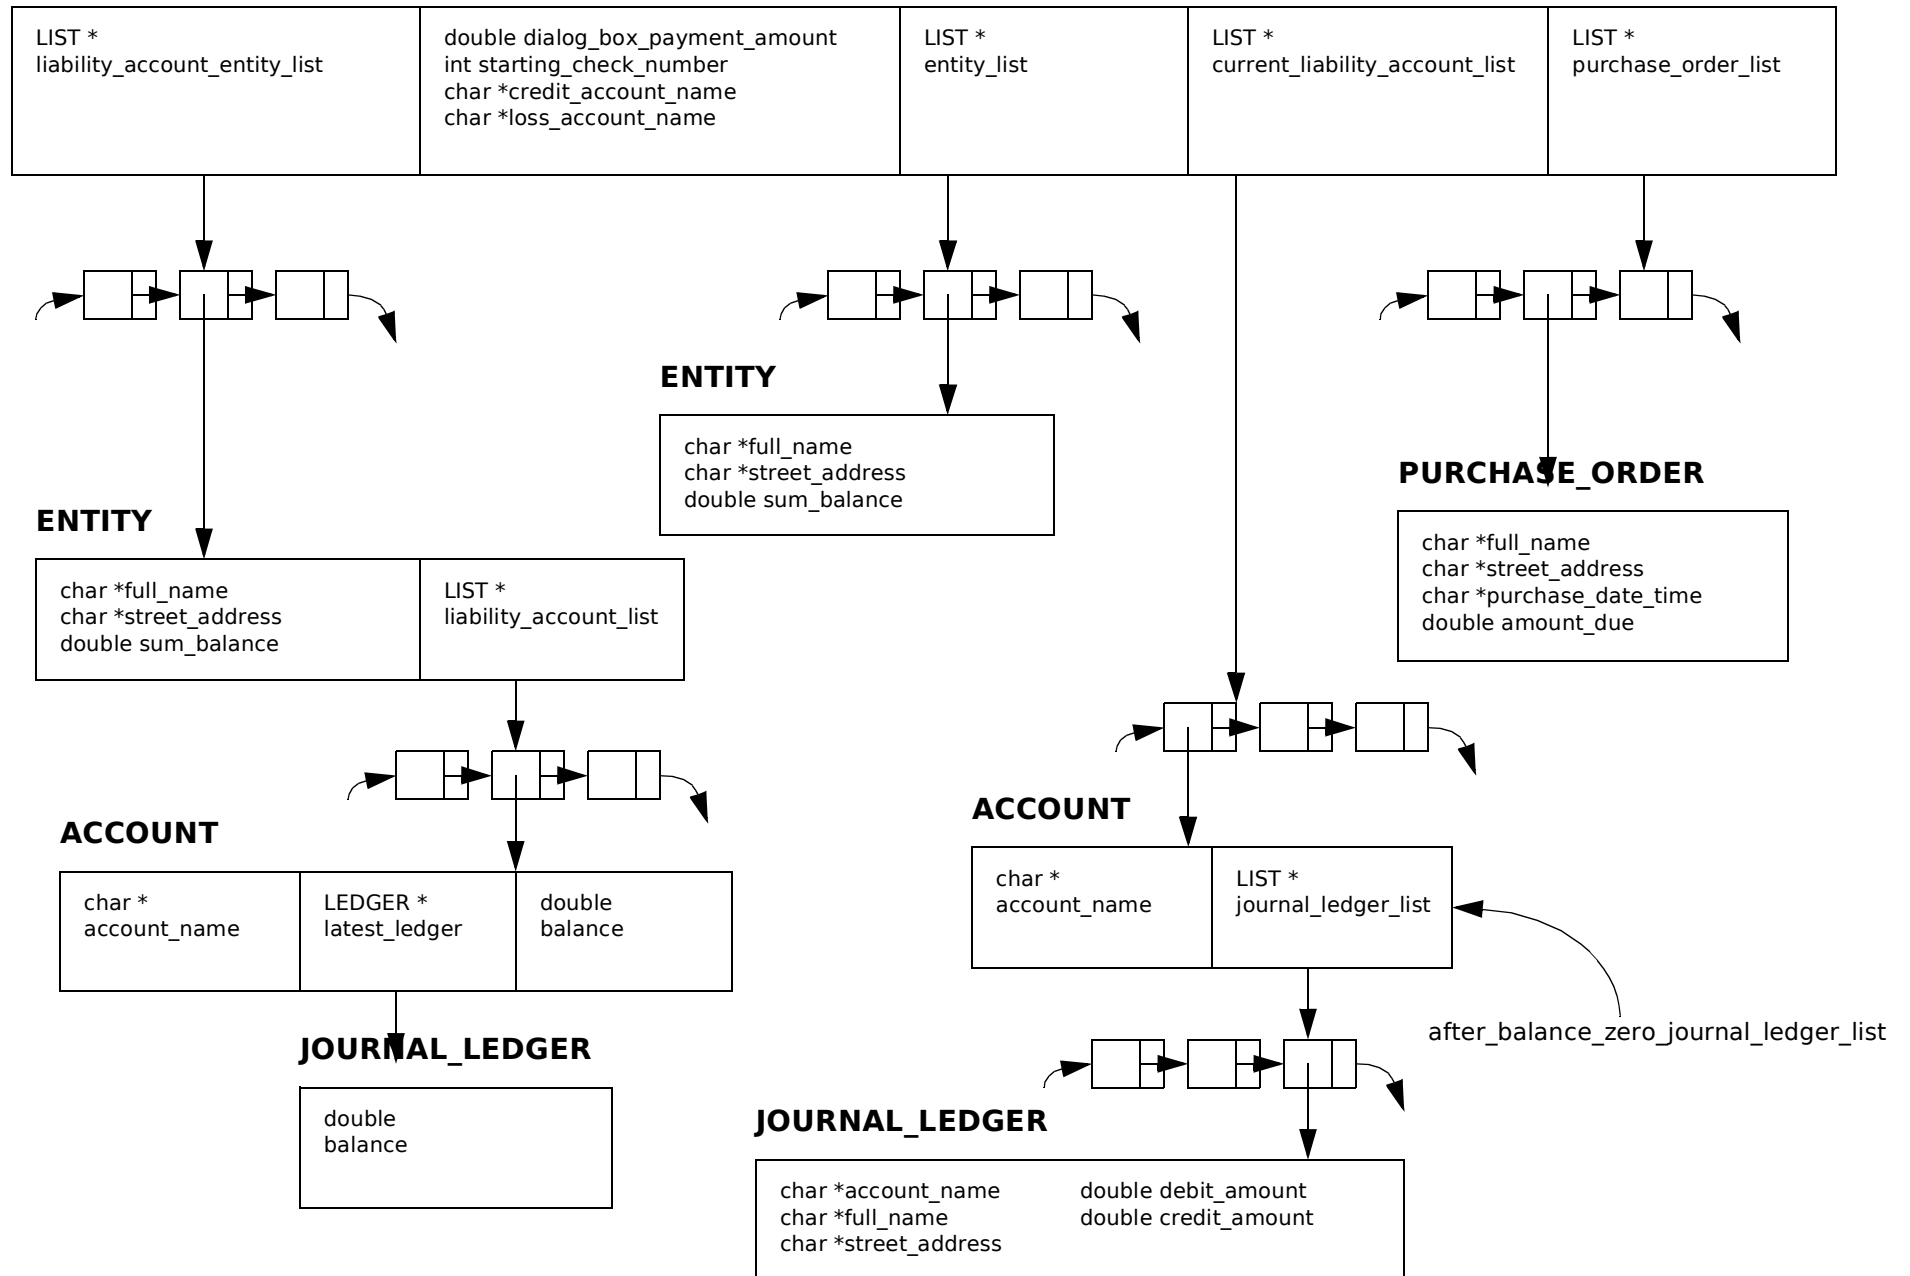 LIST *
liability_account_entity_list
double dialog_box_payment_amount
int starting_check_number
char *credit_account_name
char *loss_account_name
LIST *
entity_list
LIST *
current_liability_account_list
LIST *
purchase_order_list
ENTITY
char *full_name
char *street_address
double sum_balance
PURCHASE_ORDER
char *full_name
char *street_address
char *purchase_date_time
double amount_due
ENTITY
char *full_name
char *street_address
double sum_balance
LIST *
liability_account_list
ACCOUNT
char *
account_name
LEDGER *
latest_ledger
double
balance
ACCOUNT
char *
account_name
LIST *
journal_ledger_list
after_balance_zero_journal_ledger_list
JOURNAL_LEDGER
double
balance
JOURNAL_LEDGER
char *account_name
char *full_name
char *street_address
double debit_amount
double credit_amount